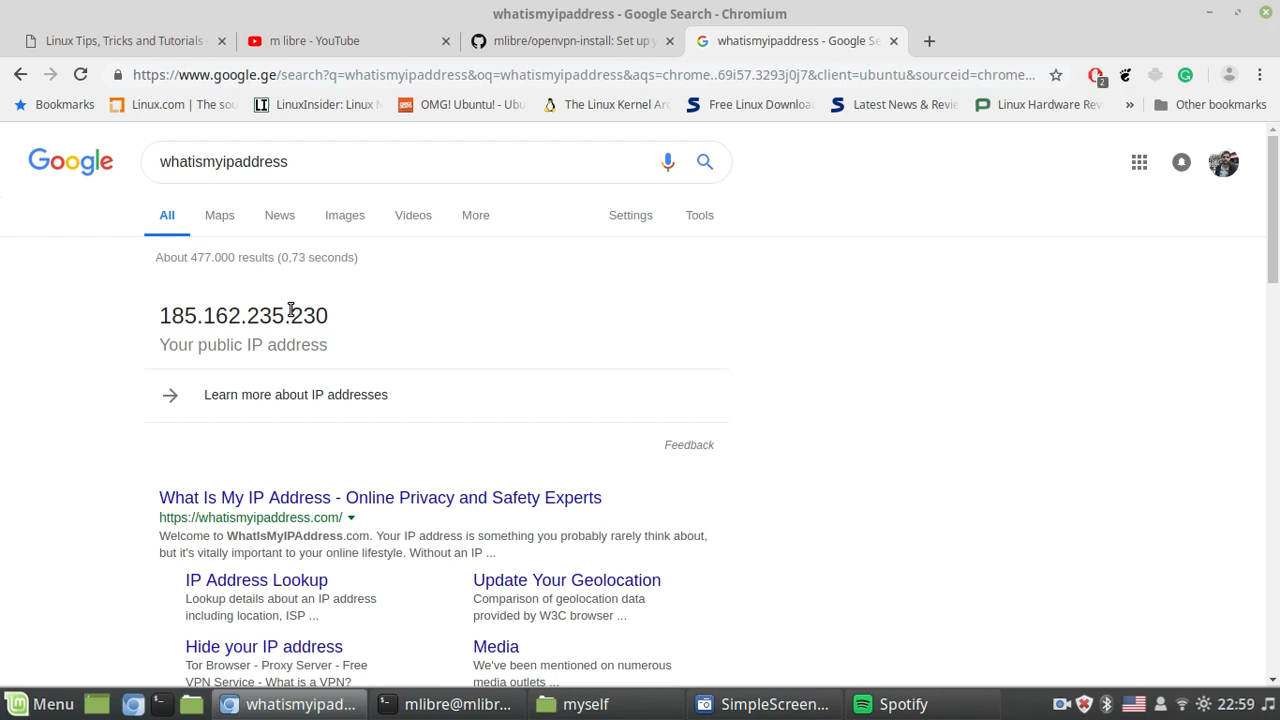 whatismyipaddress - Google Search - Chromium
Linux Tips, Tricks and Tutorials
m libre - YouTube
mlibre/openvpn-install: Set up y
whatismyipaddress - Google Se
https://www.google.ge/search?q=whatismyipaddress&oq=whatismyipaddress&aqs=chrome..69i57.3293j0j7&client=ubuntu&sourceid=chrome...
2
Bookmarks
Linux.com | The sou
LinuxInsider: Linux N
OMG! Ubuntu! - Ubu
The Linux Kernel Arc
Free Linux Downloa
Latest News & Revie
Linux Hardware Rev
»
Other bookmarks
Google
whatismyipaddress
All
Maps
News
Images
Videos
More
Settings
Tools
About 477.000 results (0,73 seconds)
185.162.235.230
Your public IP address
Learn more about IP addresses
Feedback
What Is My IP Address - Online Privacy and Safety Experts
https://whatismyipaddress.com/
Welcome to WhatIsMyIPAddress.com. Your IP address is something you probably rarely think about,
but it's vitally important to your online lifestyle. Without an IP ...
IP Address Lookup
Lookup details about an IP address
including location, ISP ...
Update Your Geolocation
Comparison of geolocation data
provided by W3C browser ...
Hide your IP address
Tor Browser - Proxy Server - Free
VPN Service - What is a VPN?
Media
We've been mentioned on numerous
media outlets ...
Menu
whatismyipad...
mlibre@mlibr...
myself
SimpleScreen...
Spotify
22:59